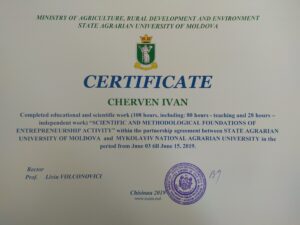 MINISTRY OF AGRICULTURE, RURAL DEVELOPMENT AND ENVIRONMENT
STATE AGRARIAN UNIVERSITY OF MOLDOVA
CERTIFICATE
CHERVEN IVAN
Completed educational and scientific work (108 hours, including: 80 hours - teaching and 28 hours –
independent work) “SCIENTIFIC AND METHODOLOGICAL FOUNDATIONS OF
ENTREPRENEURSHIP ACTIVITY” within the partnership agreement between STATE AGRARIAN
UNIVERSITY OF MOLDOVA and MYKOLAYIV NATIONAL AGRARIAN UNIVERSITY in the
period from June 03 till June 15, 2019.
Rector
Prof. Liviu VOLCONOVICI
Chisinau 2019